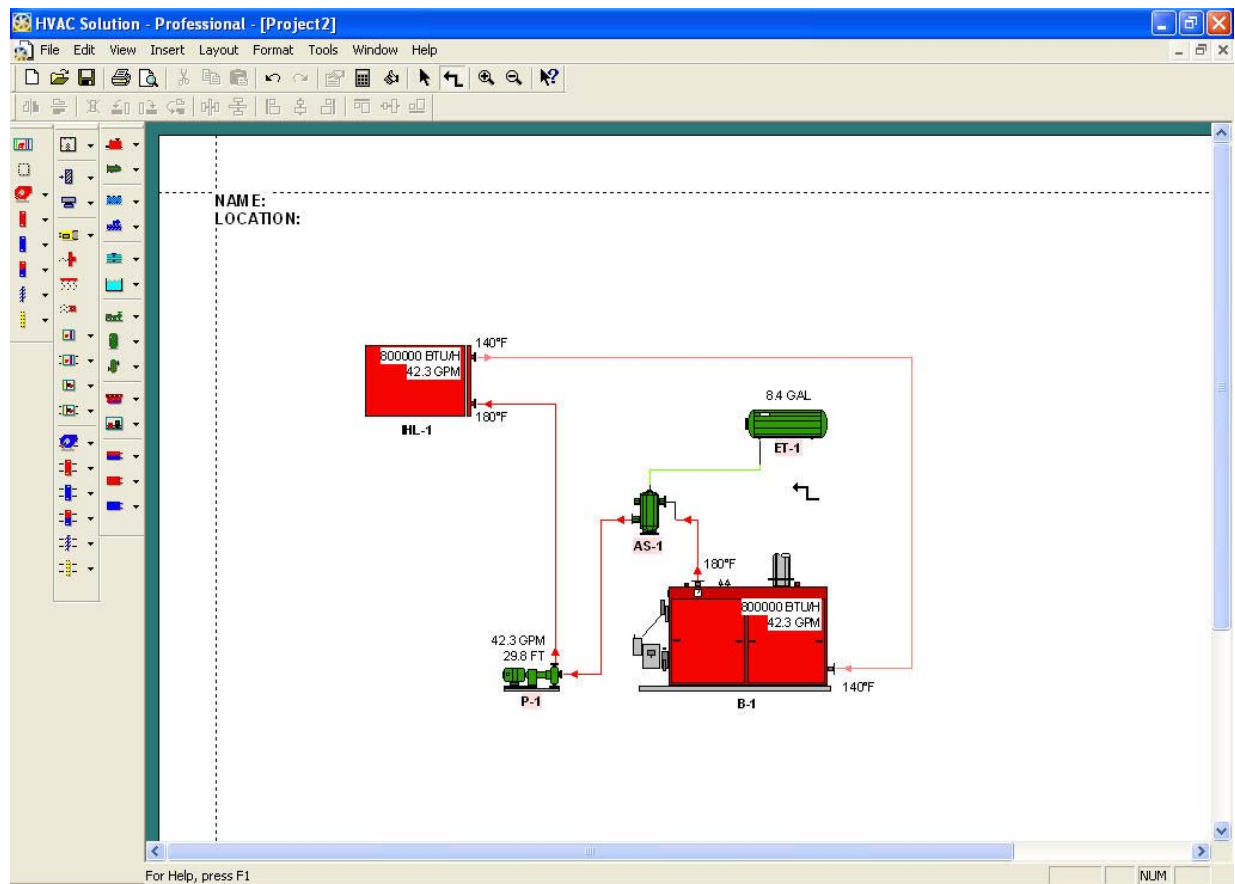 HVAC Solution - Professional - [Project2]
File Edit View Insert Layout Format Tools Window Help
NAME:
LOCATION:
140°F
800000 BTU/H
42.3 GPM
180°F
IHL-1
8.4 GAL
ET-1
AS-1
180°F
800000 BTU/H
42.3 GPM
42.3 GPM
29.8 FT
P-1
140°F
B-1
For Help, press F1
NUM